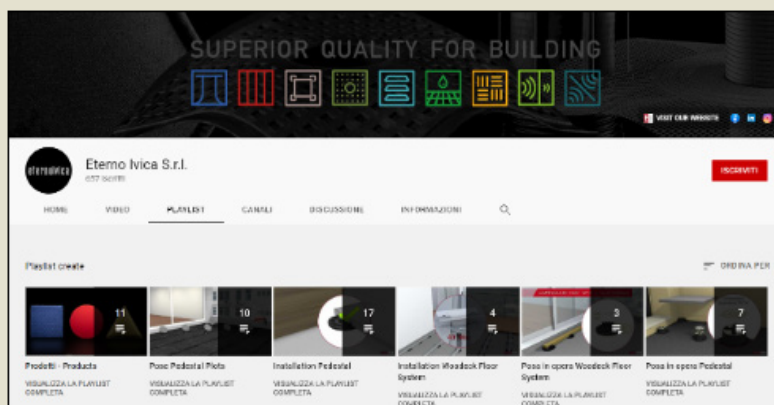 SUPERIOR QUALITY FOR BUILDING
VISIT OUR WEBSITE
eternoivica
Eterno Ivica S.r.l.
657 iscritti
ISCRIVITI
HOME VIDEO PLAYLIST CANALI DISCUSSIONE INFORMAZIONI
Playlist create
ORDINA PER
11 10 17 4 3 7
Prodotti - Products
VISUALIZZA LA PLAYLIST
COMPLETA
Pose Pedestal Plots
VISUALIZZA LA PLAYLIST
COMPLETA
Installation Pedestal
VISUALIZZA LA PLAYLIST
COMPLETA
Installation Woodeck Floor
System
VISUALIZZA LA PLAYLIST
COMPLETA
Posa in opera Woodeck Floor
System
VISUALIZZA LA PLAYLIST
COMPLETA
Posa in opera Pedestal
VISUALIZZA LA PLAYLIST
COMPLETA